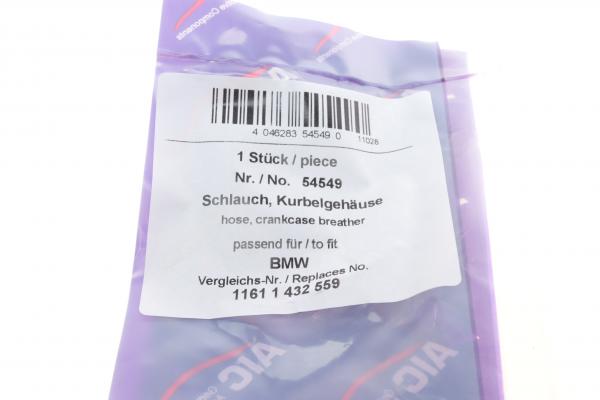 4 046283 54549 0
11028
1 Stück / piece
Nr. / No. 54549
Schlauch, Kurbelgehäuse
hose, crankcase breather
passend für / to fit
BMW
Vergleichs-Nr. / Replaces No.
1161 1 432 559
AIC
AIC